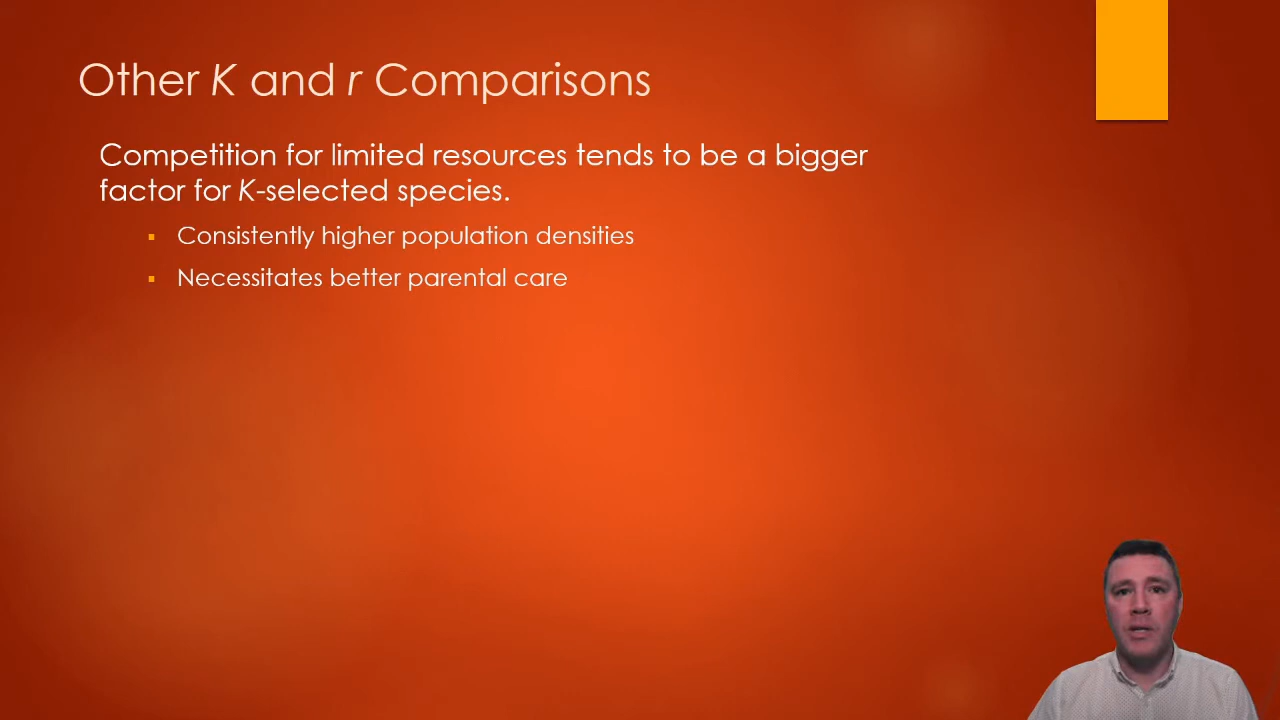 Other K and r Comparisons
Competition for limited resources tends to be a bigger
factor for K-selected species.
Consistently higher population densities
Necessitates better parental care